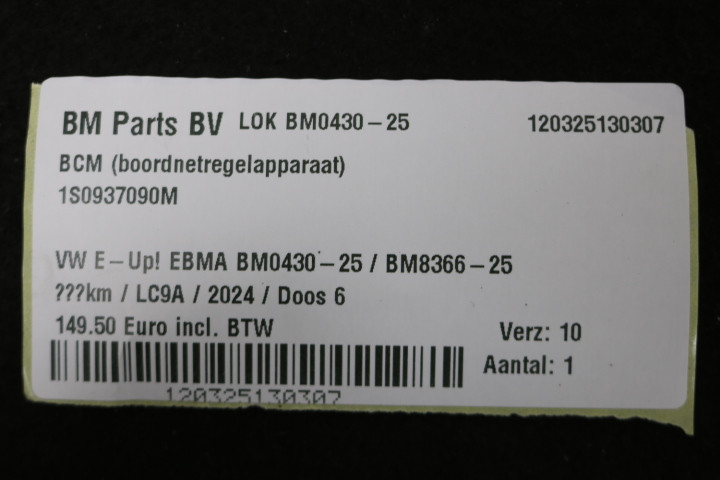 BM Parts BV LOK BM0430-25 120325130307
BCM (boordnetregelapparaat)
1S0937090M
VW E-Up! EBMA BM0430-25 / BM8366-25
???km / LC9A / 2024 / Doos 6
149.50 Euro incl. BTW Verz: 10
Aantal: 1
120325130307